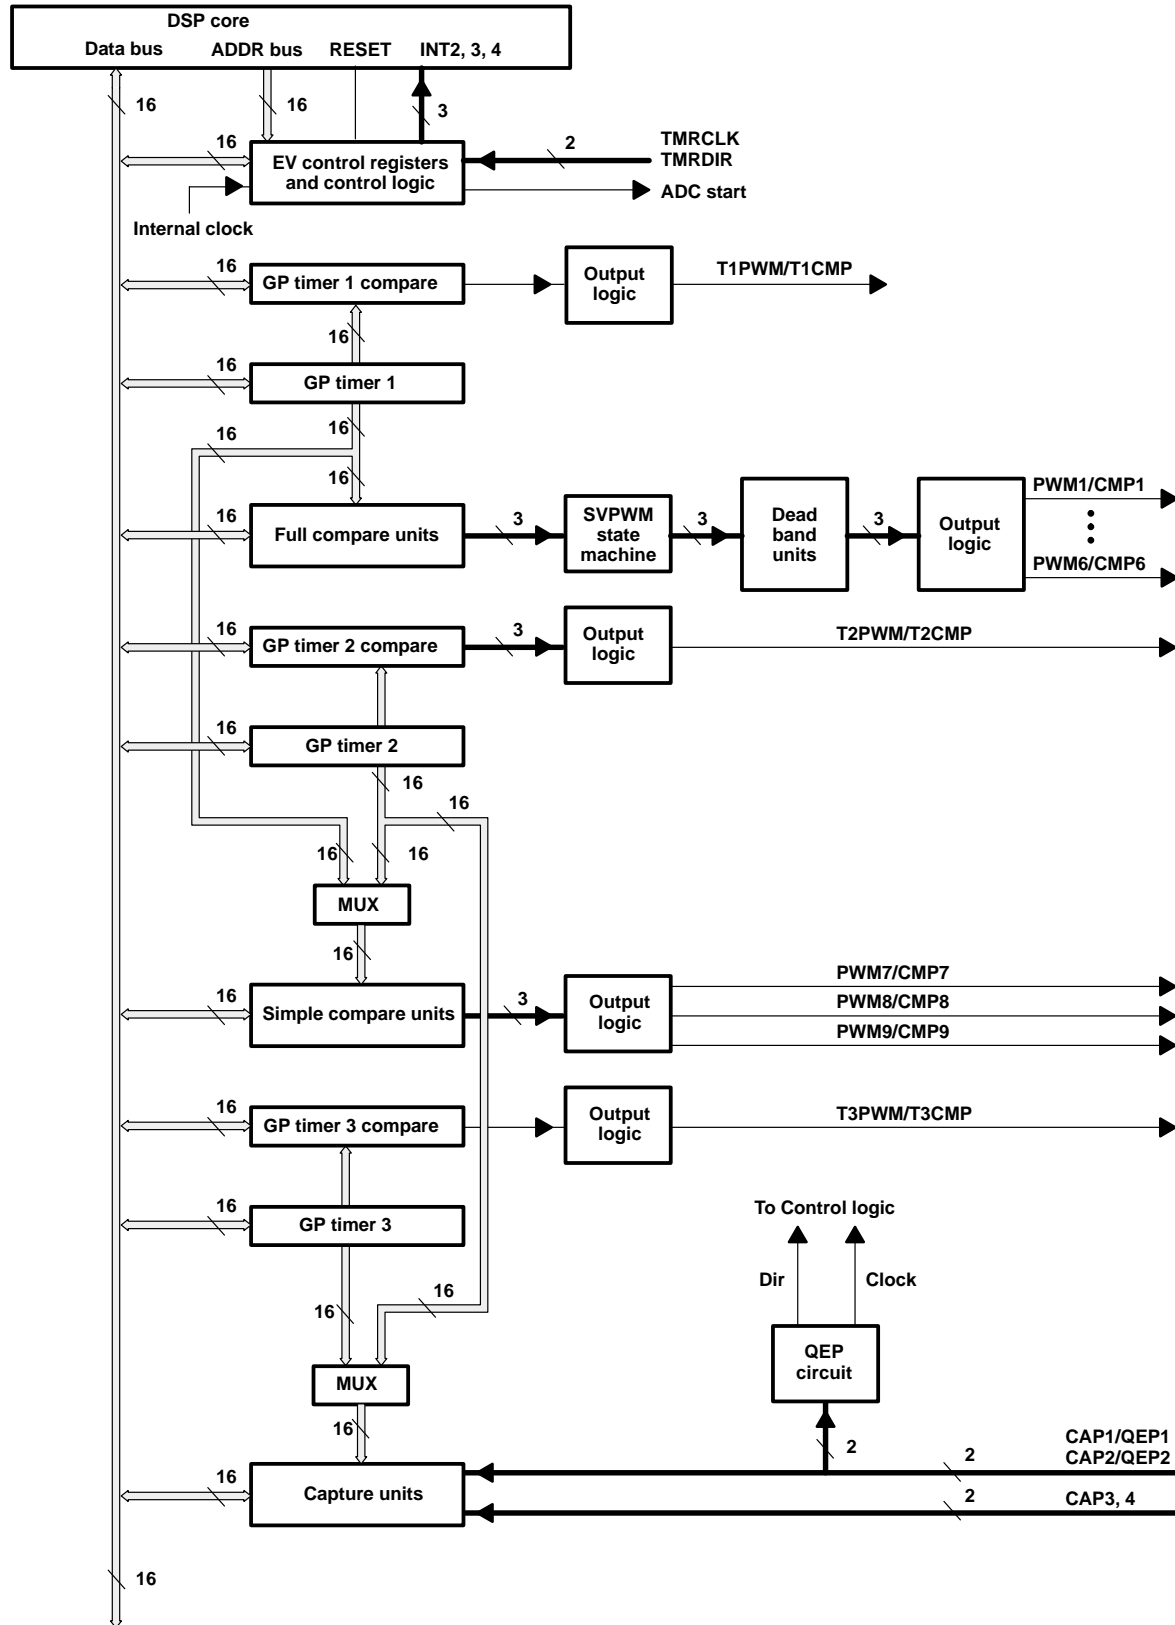 DSP core
Data bus ADDR bus RESET INT2, 3, 4
16 16 3
16 2 TMRCLK
TMRDIR
EV control registers
and control logic
ADC start
Internal clock
16 GP timer 1 compare
Output
logic
T1PWM/T1CMP
16
16 GP timer 1
16
16
16
16 Full compare units 3
SVPWM
state
machine
3
Dead
band
units
3
Output
logic
PWM1/CMP1
PWM6/CMP6
16 GP timer 2 compare 3
Output
logic
T2PWM/T2CMP
16 GP timer 2
16
16
16 16
MUX
16
16 Simple compare units 3
Output
logic
PWM7/CMP7
PWM8/CMP8
PWM9/CMP9
16 GP timer 3 compare
Output
logic
T3PWM/T3CMP
16 GP timer 3
To Control logic
Dir Clock
16 16
QEP
circuit
MUX
16
2
2 CAP1/QEP1
CAP2/QEP2
16 Capture units
2 CAP3, 4
16